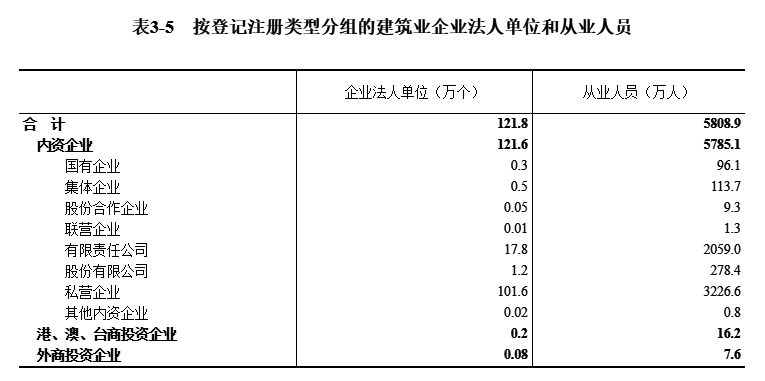 表3-5 按登记注册类型分组的建筑业企业法人单位和从业人员
企业法人单位（万个） 从业人员（万人）
合 计 121.8 5808.9
内资企业 121.6 5785.1
国有企业 0.3 96.1
集体企业 0.5 113.7
股份合作企业 0.05 9.3
联营企业 0.01 1.3
有限责任公司 17.8 2059.0
股份有限公司 1.2 278.4
私营企业 101.6 3226.6
其他内资企业 0.02 0.8
港、澳、台商投资企业 0.2 16.2
外商投资企业 0.08 7.6